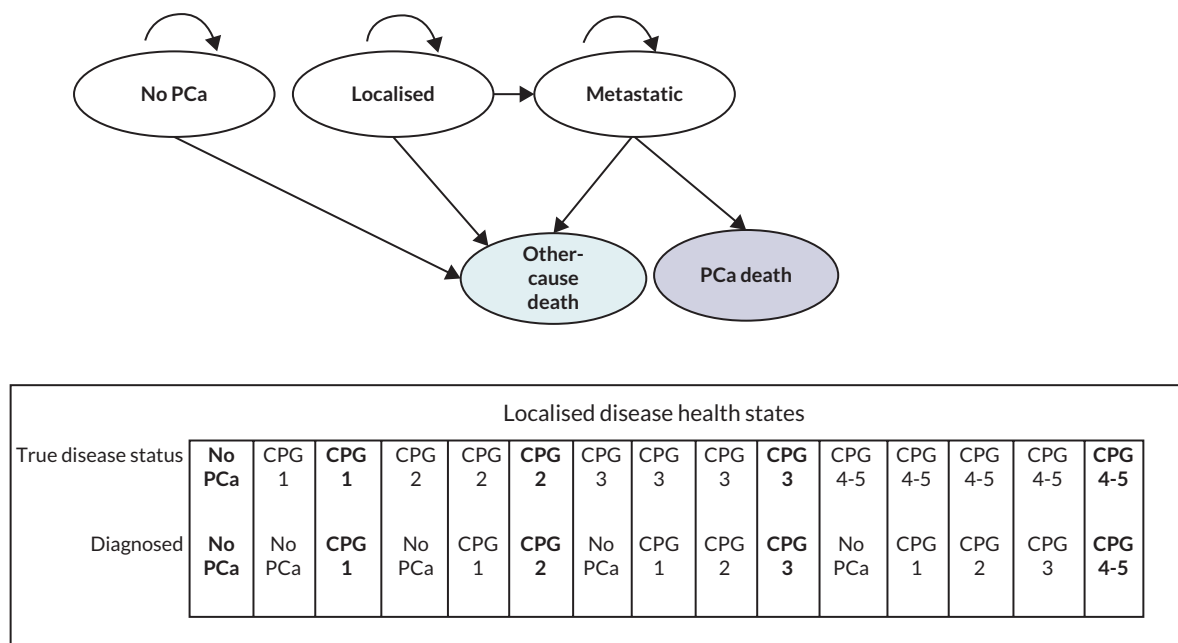 No PCa
Localised
Metastatic
Other-
cause
death
PCa death
Localised disease health states
True disease status
No
PCa
CPG
1
CPG
1
CPG
2
CPG
2
CPG
2
CPG
3
CPG
3
CPG
3
CPG
3
CPG
4-5
CPG
4-5
CPG
4-5
CPG
4-5
CPG
4-5
Diagnosed
No
PCa
No
PCa
CPG
1
No
PCa
CPG
1
CPG
2
No
PCa
CPG
1
CPG
2
CPG
3
No
PCa
CPG
1
CPG
2
CPG
3
CPG
4-5